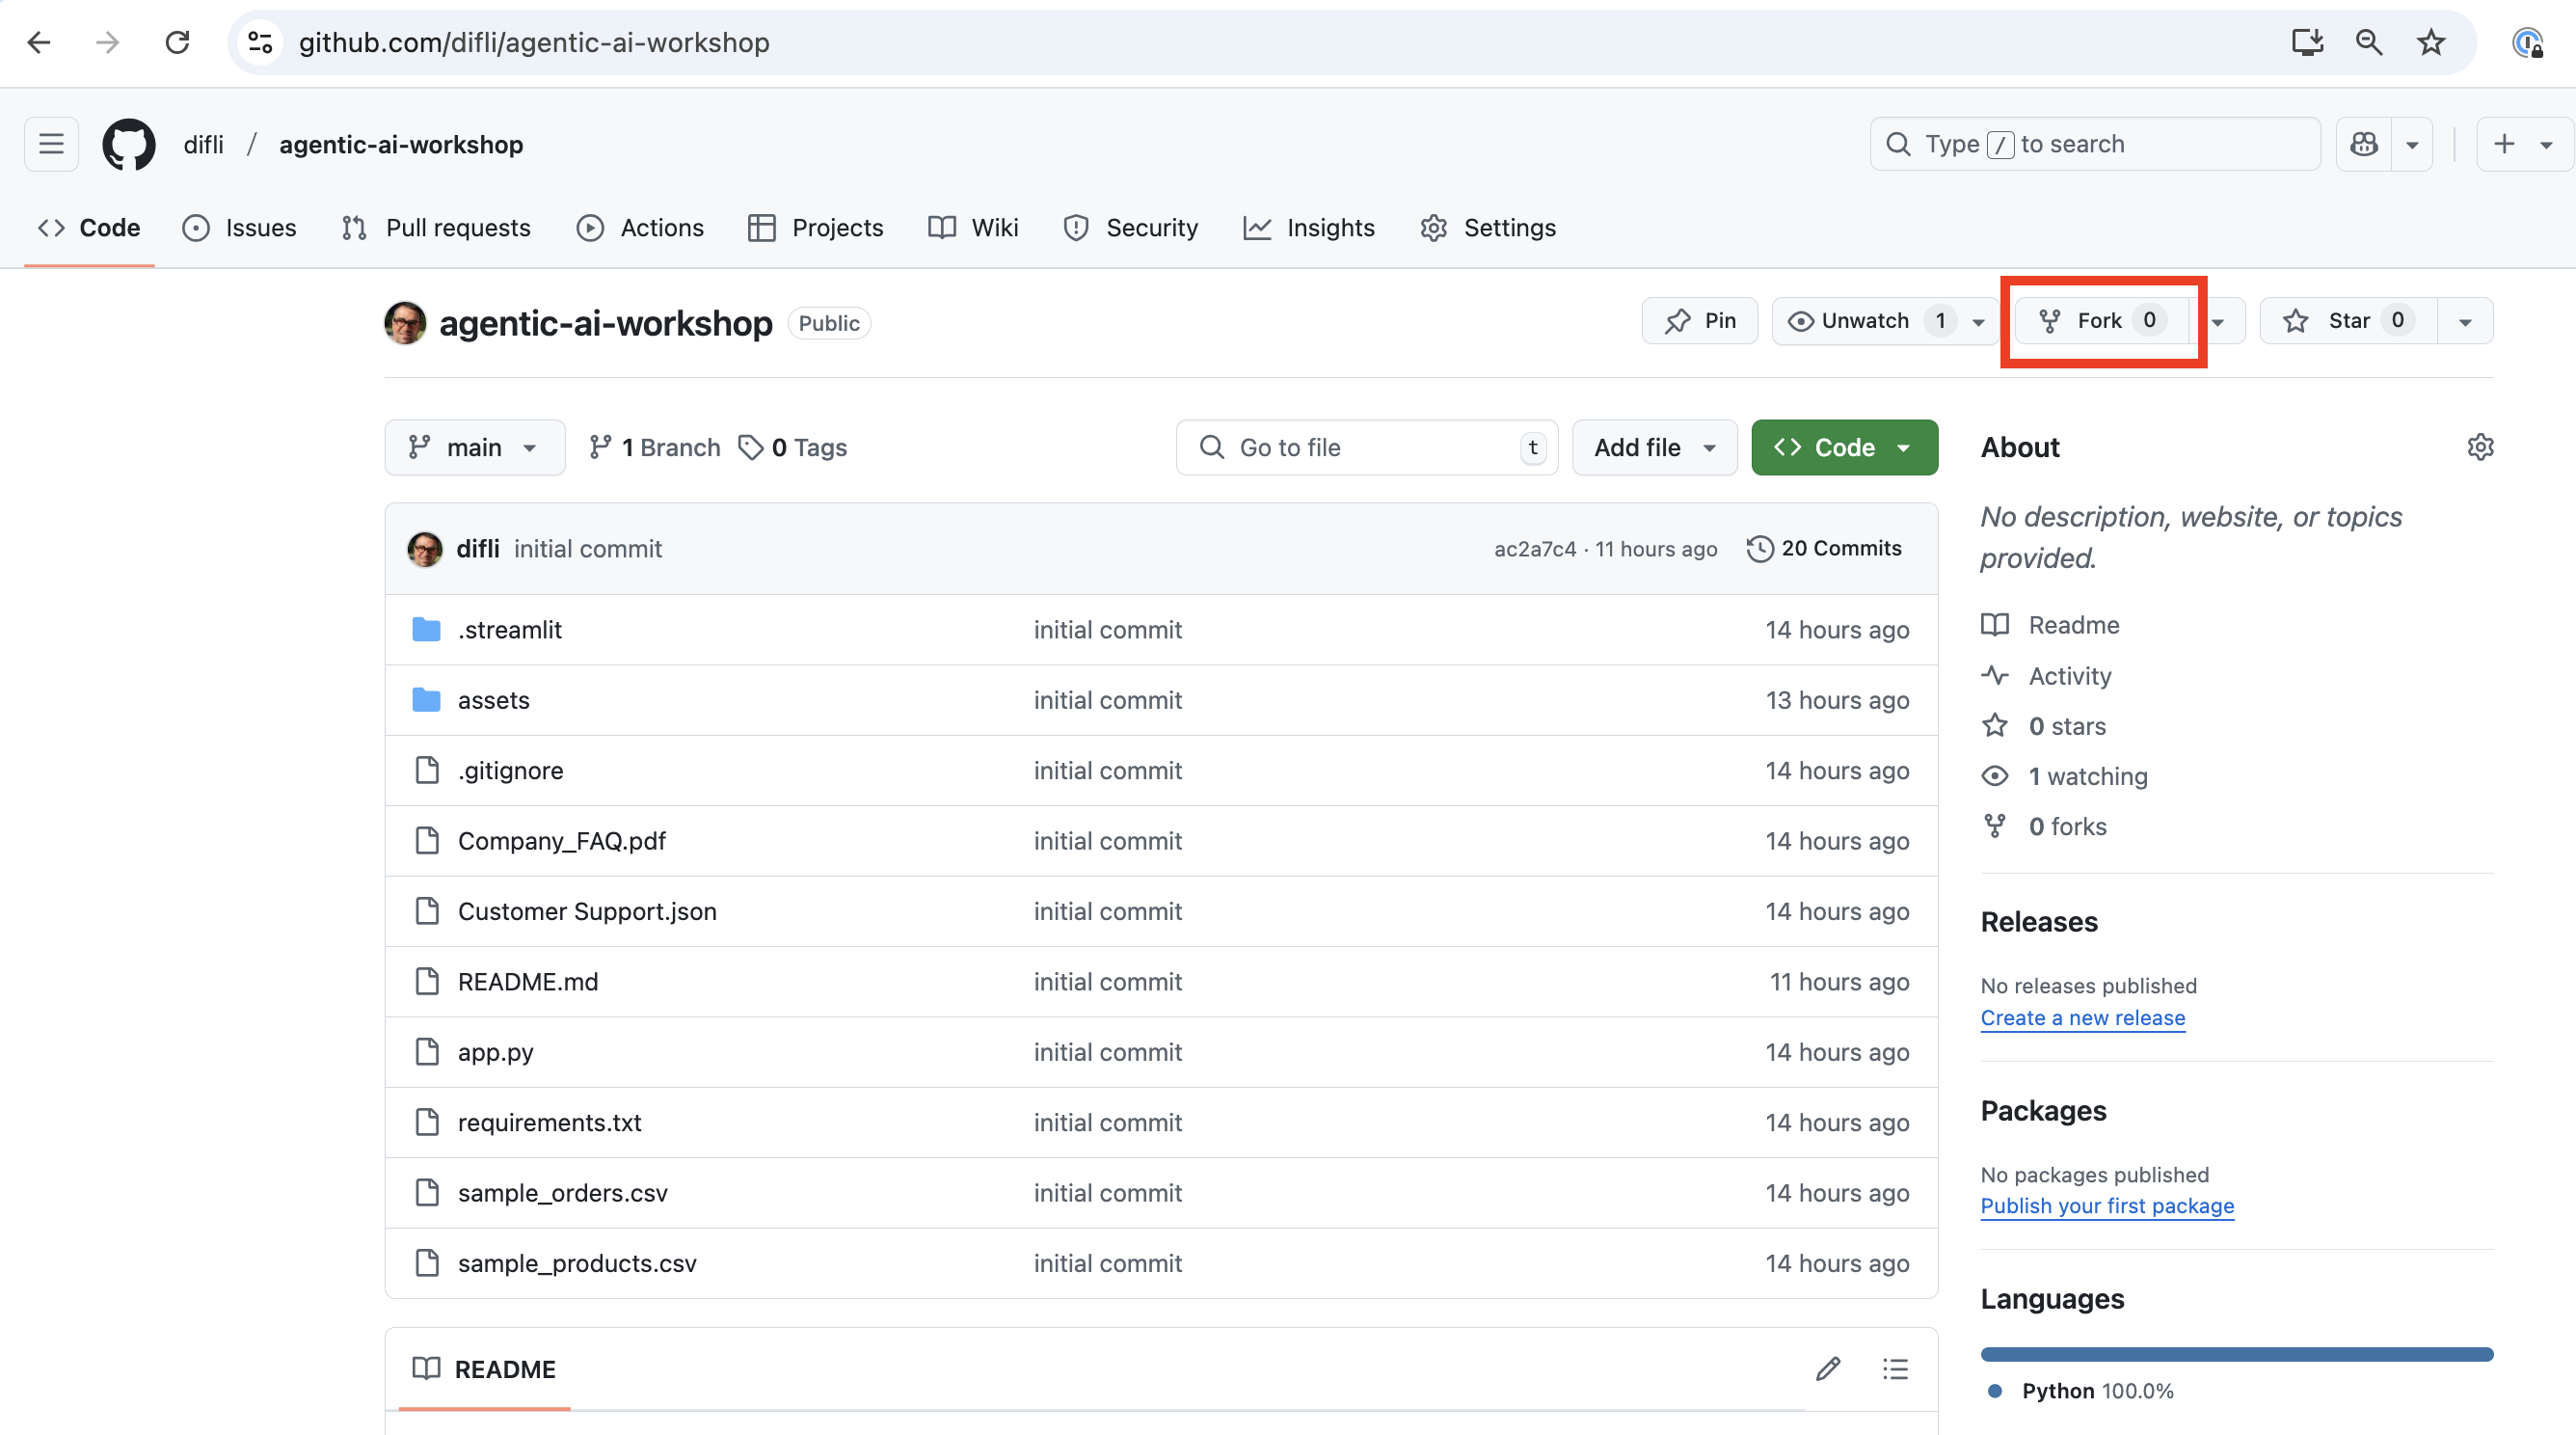 github.com/difli/agentic-ai-workshop
difli / agentic-ai-workshop
Type / to search
Code Issues Pull requests Actions Projects Wiki Security Insights Settings
agentic-ai-workshop Public
Pin Unwatch 1 Fork 0 Star 0
main 1 Branch 0 Tags Go to file t Add file Code
difli initial commit ac2a7c4 · 11 hours ago 20 Commits
.streamlit initial commit 14 hours ago
assets initial commit 13 hours ago
.gitignore initial commit 14 hours ago
Company_FAQ.pdf initial commit 14 hours ago
Customer Support.json initial commit 14 hours ago
README.md initial commit 11 hours ago
app.py initial commit 14 hours ago
requirements.txt initial commit 14 hours ago
sample_orders.csv initial commit 14 hours ago
sample_products.csv initial commit 14 hours ago
README
About
No description, website, or topics
provided.
Readme
Activity
0 stars
1 watching
0 forks
Releases
No releases published
Create a new release
Packages
No packages published
Publish your first package
Languages
Python 100.0%